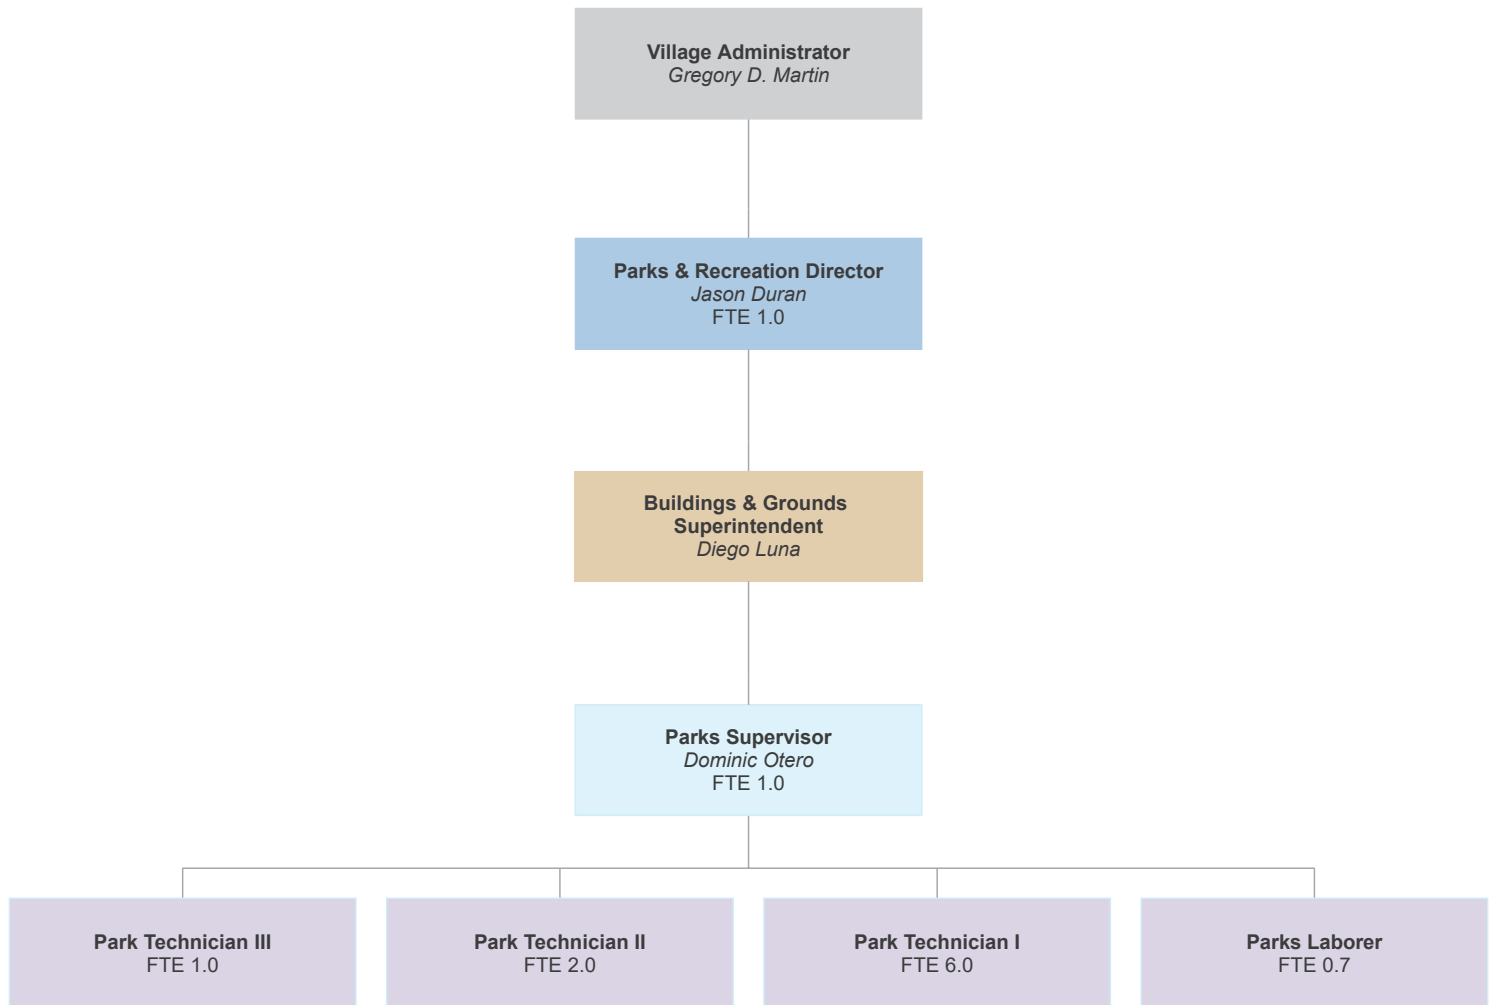 Village Administrator
Gregory D. Martin
Parks & Recreation Director
Jason Duran
FTE 1.0
Buildings & Grounds
Superintendent
Diego Luna
Parks Supervisor
Dominic Otero
FTE 1.0
Park Technician III
FTE 1.0
Park Technician II
FTE 2.0
Park Technician I
FTE 6.0
Parks Laborer
FTE 0.7